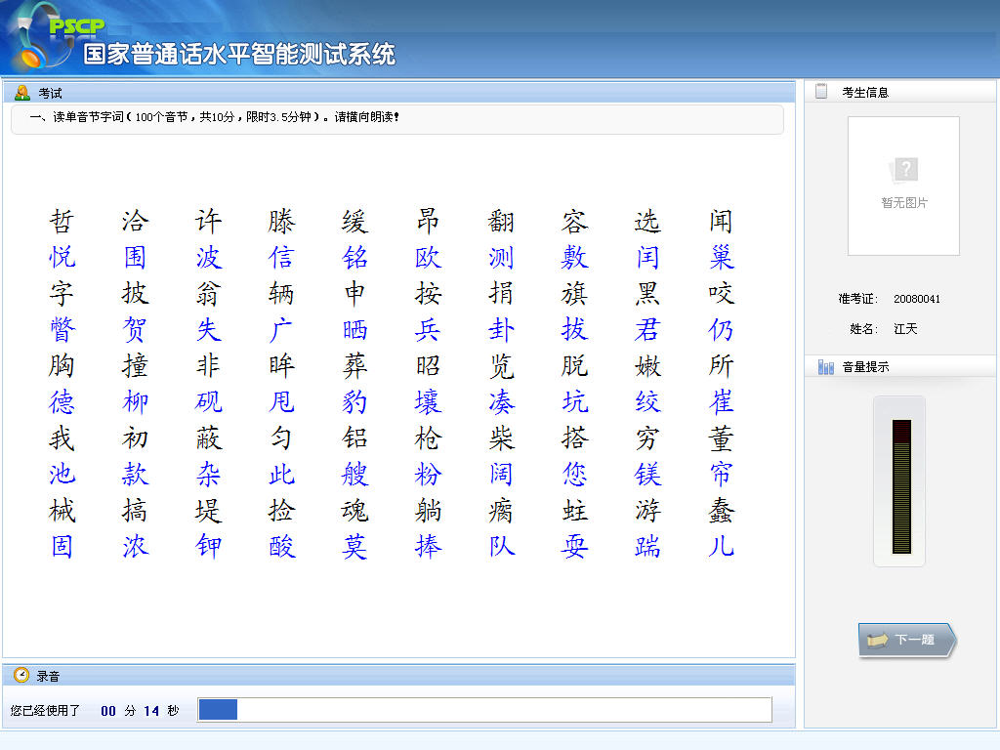 PSCP
国家普通话水平智能测试系统
考试
一、读单音节字词(100个音节,共10分,限时3.5分钟)。请横向朗读!
哲 洽 许 滕 缓 昂 翻 容 选 闻
悦 围 波 信 铭 欧 测 敷 闰 巢
字 披 翁 辆 申 按 捐 旗 黑 咬
瞥 贺 失 广 晒 兵 卦 拔 君 仍
胸 撞 非 眸 葬 昭 览 脱 嫩 所
德 柳 砚 甩 豹 壤 凑 坑 绞 崔
我 初 蔽 匀 铝 枪 柴 搭 穷 董
池 款 杂 此 艘 粉 阔 您 镁 帘
械 搞 堤 捡 魂 躺 瘸 蛀 游 蠢
固 浓 钾 酸 莫 捧 队 耍 踹 儿
录音
您已经使用了 00 分 14 秒
考生信息
?
暂无图片
准考证: 20080041
姓名: 江天
音量提示
下一题